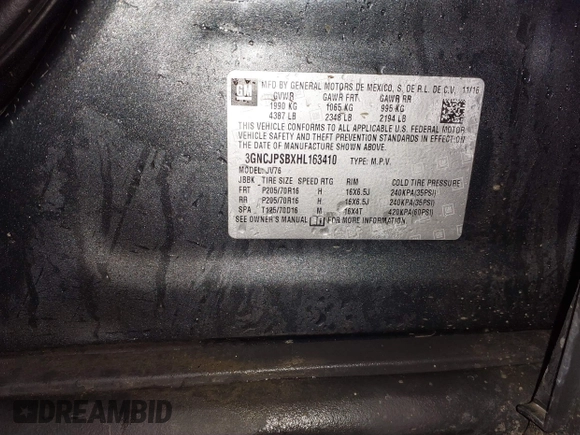 GM
MFD BY GENERAL MOTORS DE MEXICO, S. DE R.L. DE C.V. 11/16
GVWR GAWR FRT GAWR RR
1990 KG 1065 KG 995 KG
4387 LB 2348 LB 2194 LB
THIS VEHICLE CONFORMS TO ALL APPLICABLE U.S. FEDERAL MOTOR
VEHICLE SAFETY AND THEFT PREVENTION STANDARDS IN EFFECT ON
THE DATE OF MANUFACTURE SHOWN ABOVE.
3GNCJPSBXHL163410 TYPE: M.P.V.
MODEL: JV76
JBBK TIRE SIZE SPEED RTG RIM COLD TIRE PRESSURE
FRT P205/70R16 H 16X6.5J 240KPA(35PSI)
RR P205/70R16 H 16X6.5J 240KPA(35PSI)
SPA T135/70D16 M 16X4T 420KPA(60PSI)
SEE OWNER'S MANUAL FOR MORE INFORMATION.
DREAMBID